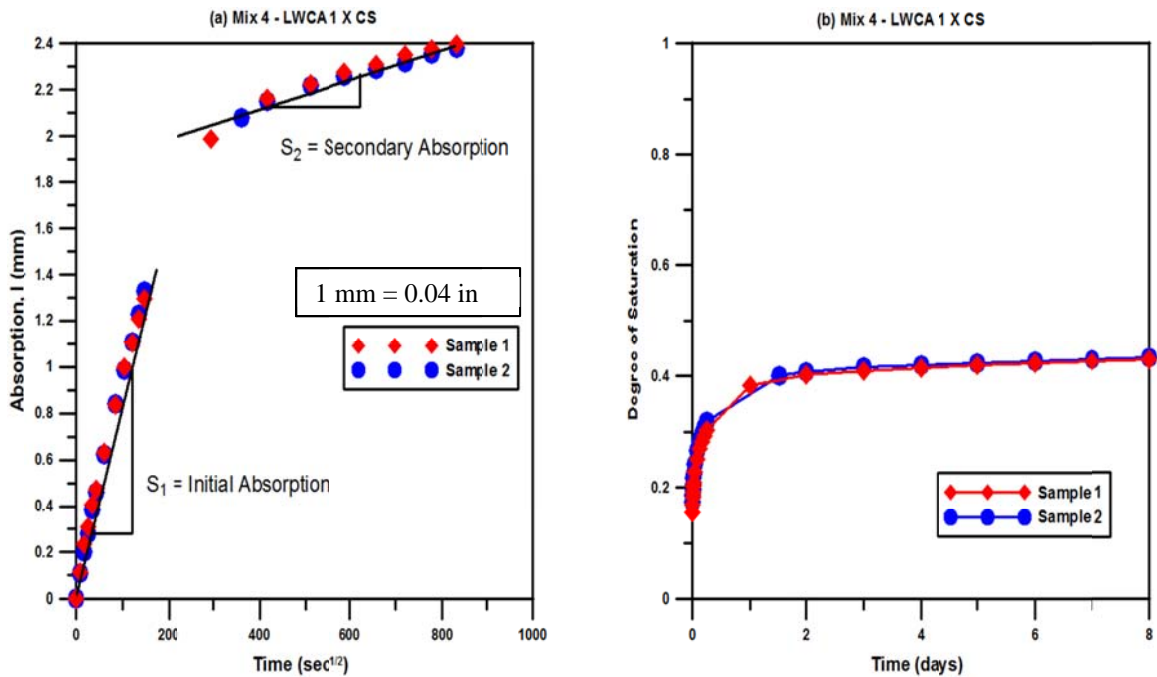 (a) Mix 4 - LWCA 1 X CS
2.4
2.2
2
1.8
1.6
1.4
1.2
1
0.8
0.6
0.4
0.2
0
Absorption. I (mm)
S2 = Secondary Absorption
1 mm = 0.04 in
Sample 1
Sample 2
S1 = Initial Absorption
0
200
400
600
800
1000
Time (sec1/2)
(b) Mix 4 - LWCA 1 X CS
1
0.8
0.6
0.4
0.2
0
Degree of Saturation
Sample 1
Sample 2
0
2
4
6
8
Time (days)